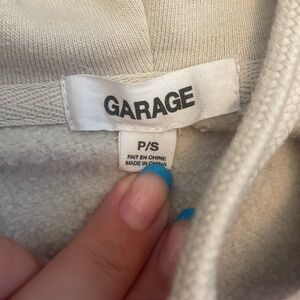 GARAGE
P/S
FAIT EN CHINE
MADE IN CHINA